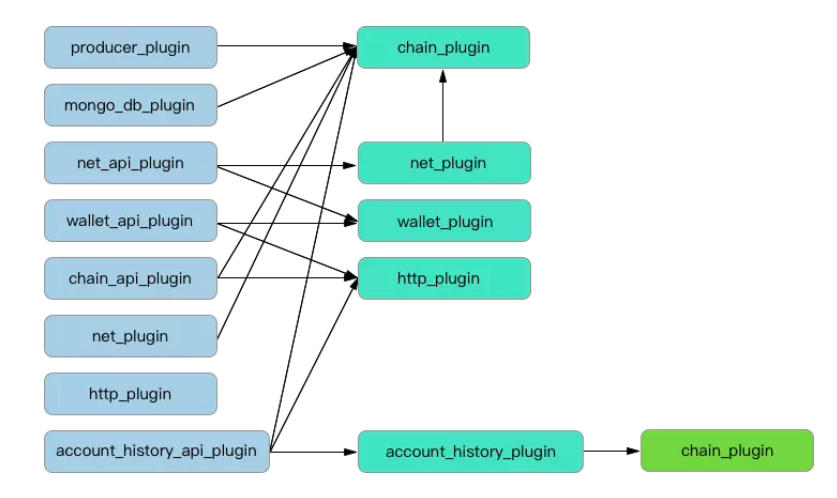 producer_plugin
chain_plugin
mongo_db_plugin
net_api_plugin
net_plugin
wallet_api_plugin
wallet_plugin
chain_api_plugin
http_plugin
net_plugin
http_plugin
account_history_api_plugin
account_history_plugin
chain_plugin